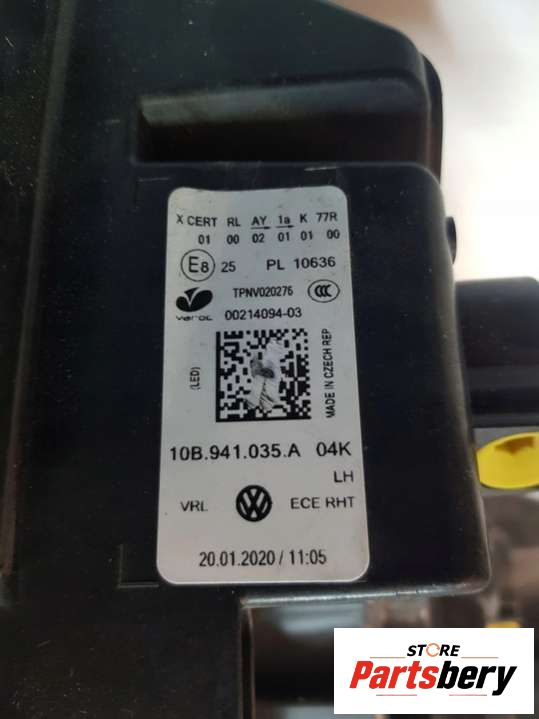 X CERT RL AY 1a K 77R
01 00 02 01 01 00
E8 25 PL 10636
TPNV020276 CCC
varoc 00214094-03
(LED)
MADE IN CZECH REP
10B.941.035.A 04K
LH
VRL VW ECE RHT
20.01.2020 / 11:05
STORE
Partsbery